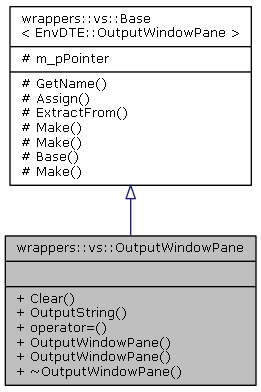 wrappers::vs::Base
< EnvDTE::OutputWindowPane >
# m_pPointer
# GetName()
# Assign()
# ExtractFrom()
# Make()
# Make()
# Base()
# Make()
wrappers::vs::OutputWindowPane
+ Clear()
+ OutputString()
+ operator=()
+ OutputWindowPane()
+ OutputWindowPane()
+ ~OutputWindowPane()